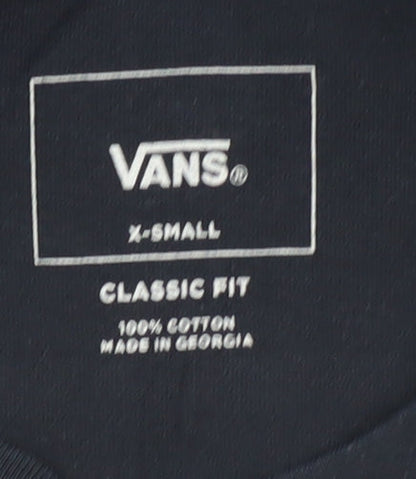 VANS®
X-SMALL
CLASSIC FIT
100% COTTON
MADE IN GEORGIA